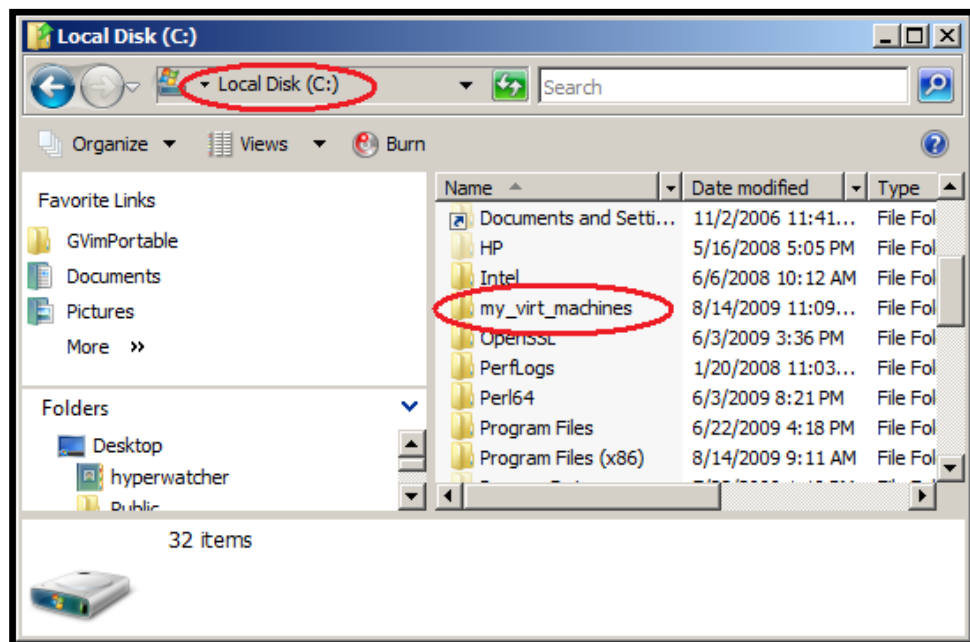 Local Disk (C:)
Local Disk (C:)
Search
Organize Views Burn
Favorite Links
GVimPortable
Documents
Pictures
More »
Folders
Desktop
hyperwatcher
Public
Name Date modified Type
Documents and Setti... 11/2/2006 11:41... File Fol
HP 5/16/2008 5:05 PM File Fol
Intel 6/6/2008 10:12 AM File Fol
my_virt_machines 8/14/2009 11:09... File Fol
OpenSSL 6/3/2009 3:36 PM File Fol
PerfLogs 1/20/2008 11:03... File Fol
Perl64 6/3/2009 8:21 PM File Fol
Program Files 6/22/2009 4:18 PM File Fol
Program Files (x86) 8/14/2009 9:11 AM File Fol
32 items